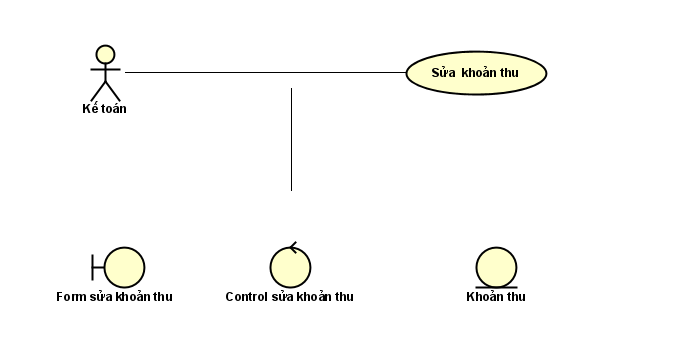 Sửa khoản thu
Kế toán
Form sửa khoản thu
Control sửa khoản thu
Khoản thu